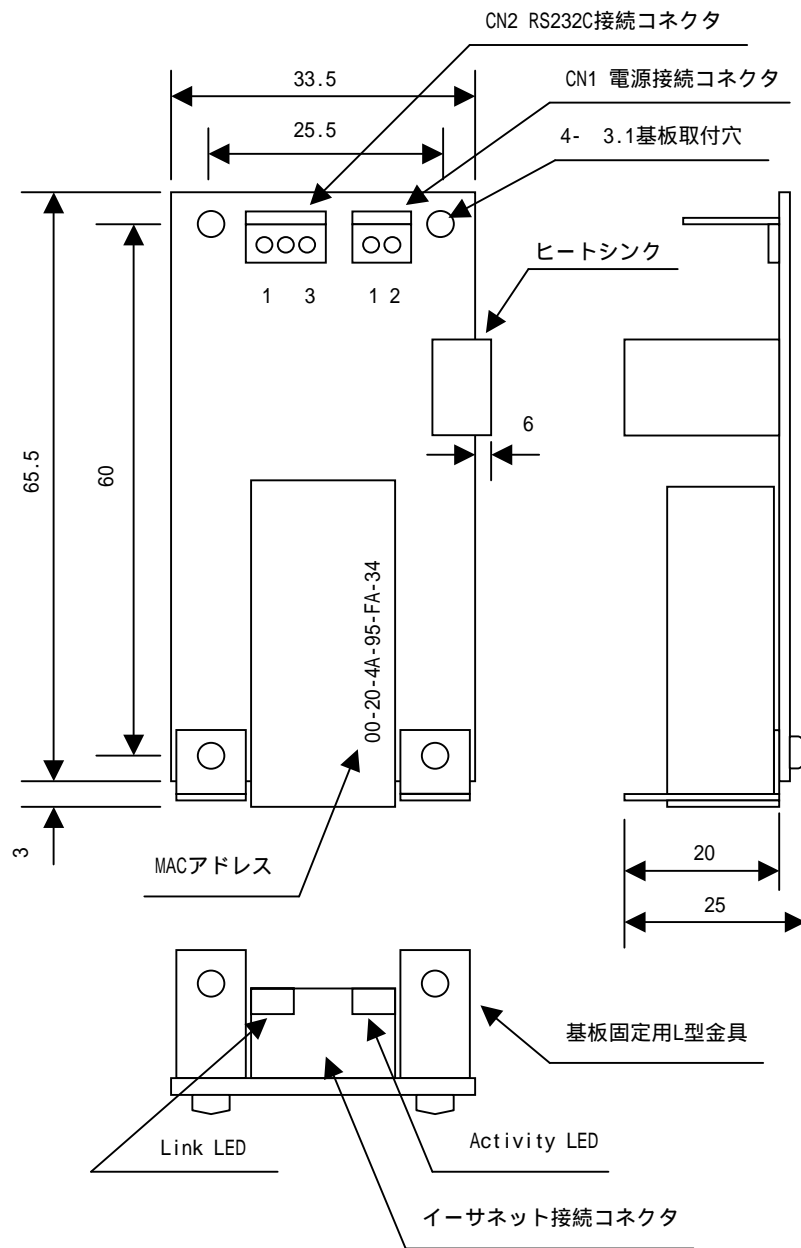 CN2 RS232C接続コネクタ
33.5
CN1 電源接続コネクタ
25.5
4-　3.1基板取付穴
ヒートシンク
1 3
1 2
6
65.5
60
00-20-4A-95-FA-34
3
MACアドレス
20
25
基板固定用L型金具
Link LED
Activity LED
イーサネット接続コネクタ